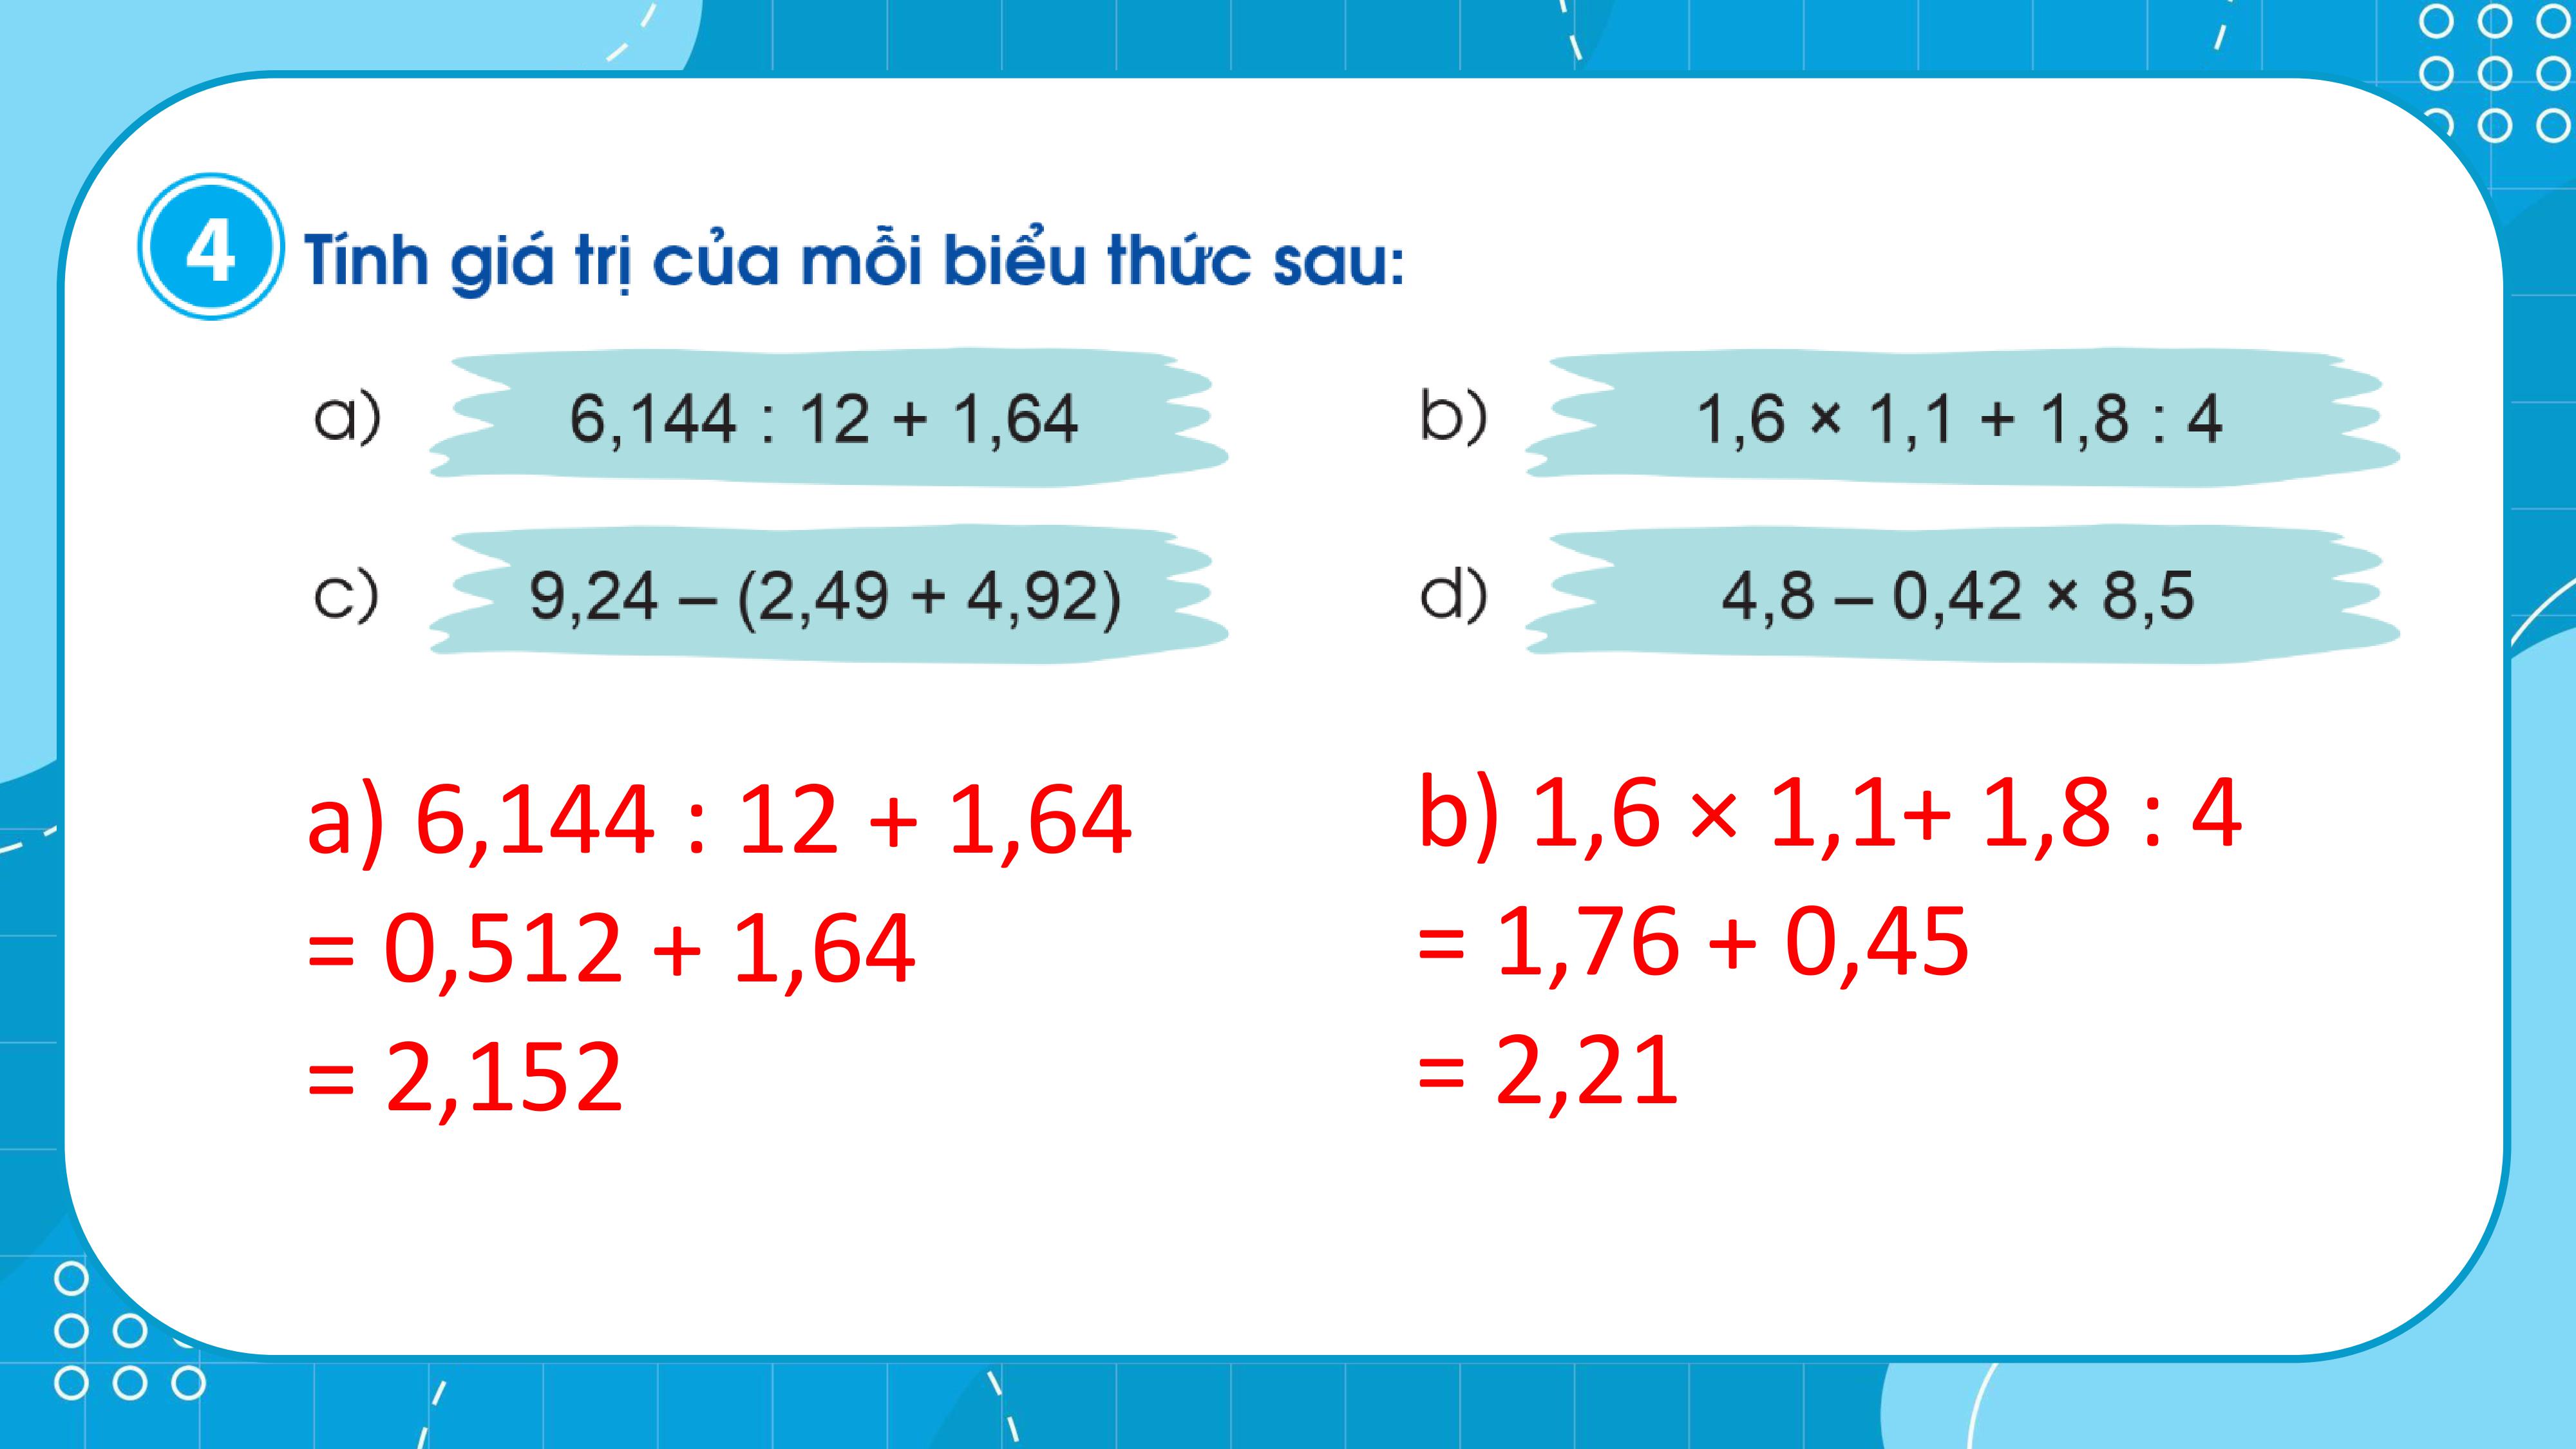 4 Tính giá trị của mỗi biểu thức sau:
a) 6,144 : 12 + 1,64
b) 1,6 × 1,1 + 1,8 : 4
c) 9,24 – (2,49 + 4,92)
d) 4,8 – 0,42 × 8,5
a) 6,144 : 12 + 1,64
= 0,512 + 1,64
= 2,152
b) 1,6 × 1,1+ 1,8 : 4
= 1,76 + 0,45
= 2,21